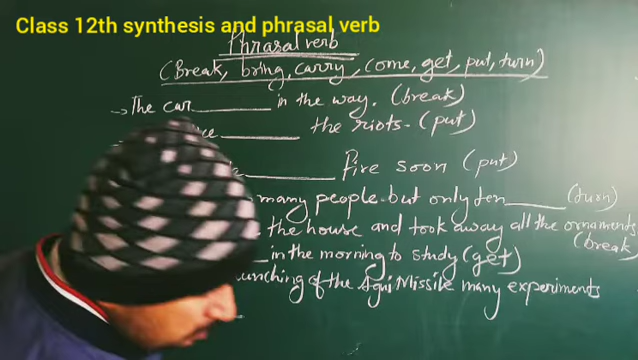 Class 12th synthesis and phrasal verb
Phrasal verb
(Break, bring, carry, come, get, put, turn)
→ The car ________ in the way. (break)
________ the riots. (put)
________ fire soon (put)
many people but only ten ________ (turn)
the house and took away all the ornaments
(break)
in the morning to study (get)
of the Agni Missile many experiments